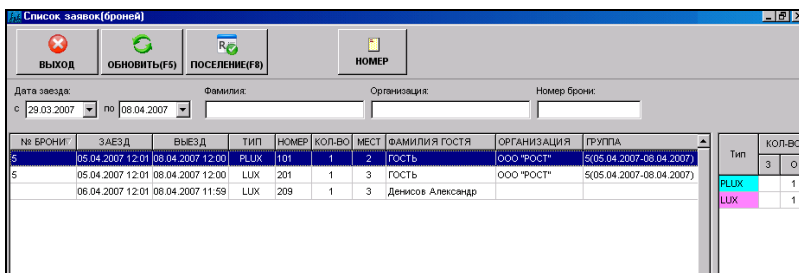 Список заявок(броней)
ВЫХОД ОБНОВИТЬ(F5) ПОСЕЛЕНИЕ(F8) НОМЕР
Дата заезда: Фамилия: Организация: Номер брони:
с 29.03.2007 по 08.04.2007
№ БРОНИ ЗАЕЗД ВЫЕЗД ТИП НОМЕР КОЛ-ВО МЕСТ ФАМИЛИЯ ГОСТЯ ОРГАНИЗАЦИЯ ГРУППА Тип КОЛ-ВО
З О
5 05.04.2007 12:01 08.04.2007 12:00 PLUX 101 1 2 ГОСТЬ ООО "РОСТ" 5(05.04.2007-08.04.2007)
5 05.04.2007 12:01 08.04.2007 12:00 LUX 201 1 3 ГОСТЬ ООО "РОСТ" 5(05.04.2007-08.04.2007)
06.04.2007 12:01 08.04.2007 11:59 LUX 209 1 3 Денисов Александр
PLUX 1
LUX 1